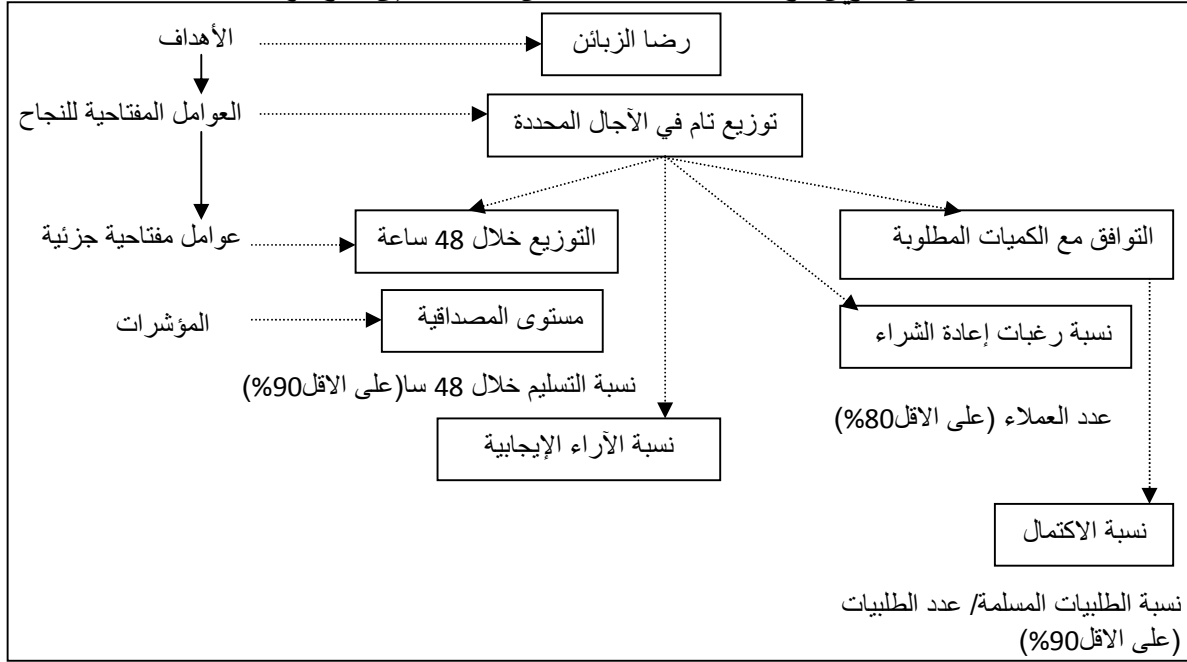 الأهداف
رضا الزبائن
العوامل المفتاحية للنجاح
توزيع تام في الآجال المحددة
عوامل مفتاحية جزئية
التوزيع خلال 48 ساعة
التوافق مع الكميات المطلوبة
المؤشرات
مستوى المصداقية
نسبة رغبات إعادة الشراء
نسبة التسليم خلال 48 سا(على الاقل90%)
عدد العملاء (على الاقل80%)
نسبة الآراء الإيجابية
نسبة الاكتمال
نسبة الطلبيات المسلمة/ عدد الطلبيات
(على الاقل90%)